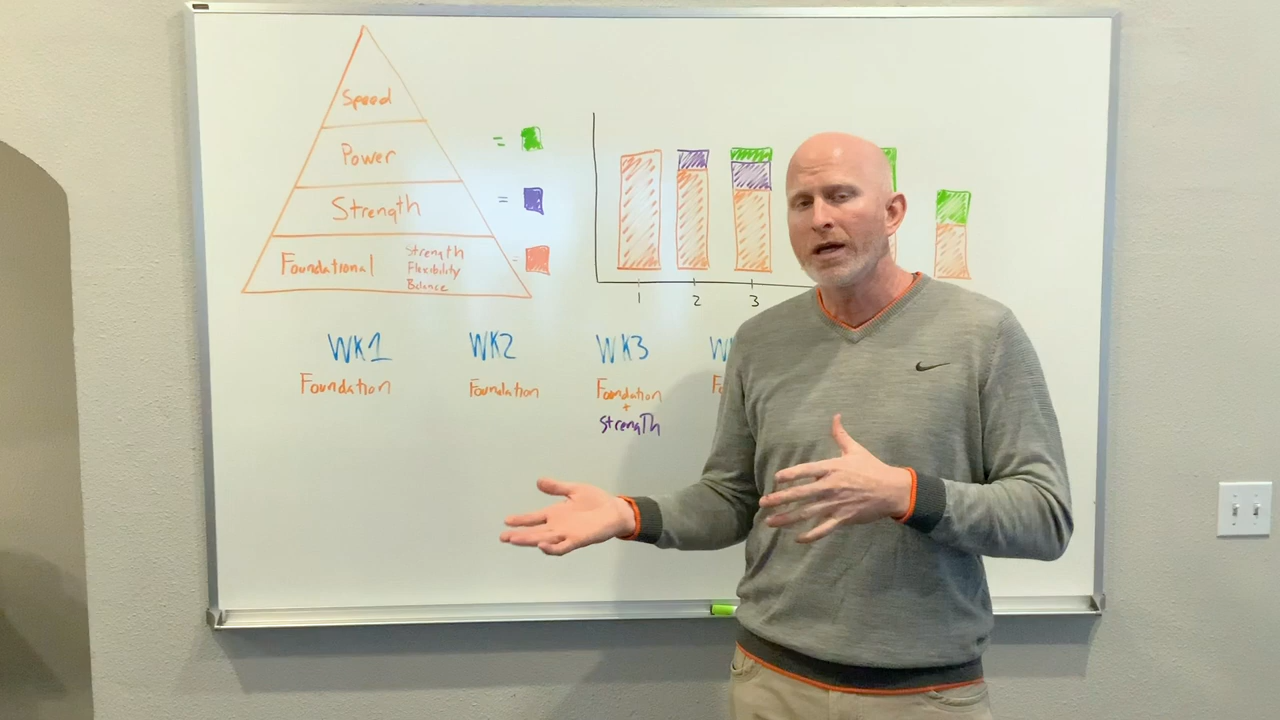 Speed
=
Power
=
Strength
Foundational
Strength
Flexibility
Balance
1
2
3
WK1
WK2
WK3
Foundation
Foundation
Foundation
+
Strength